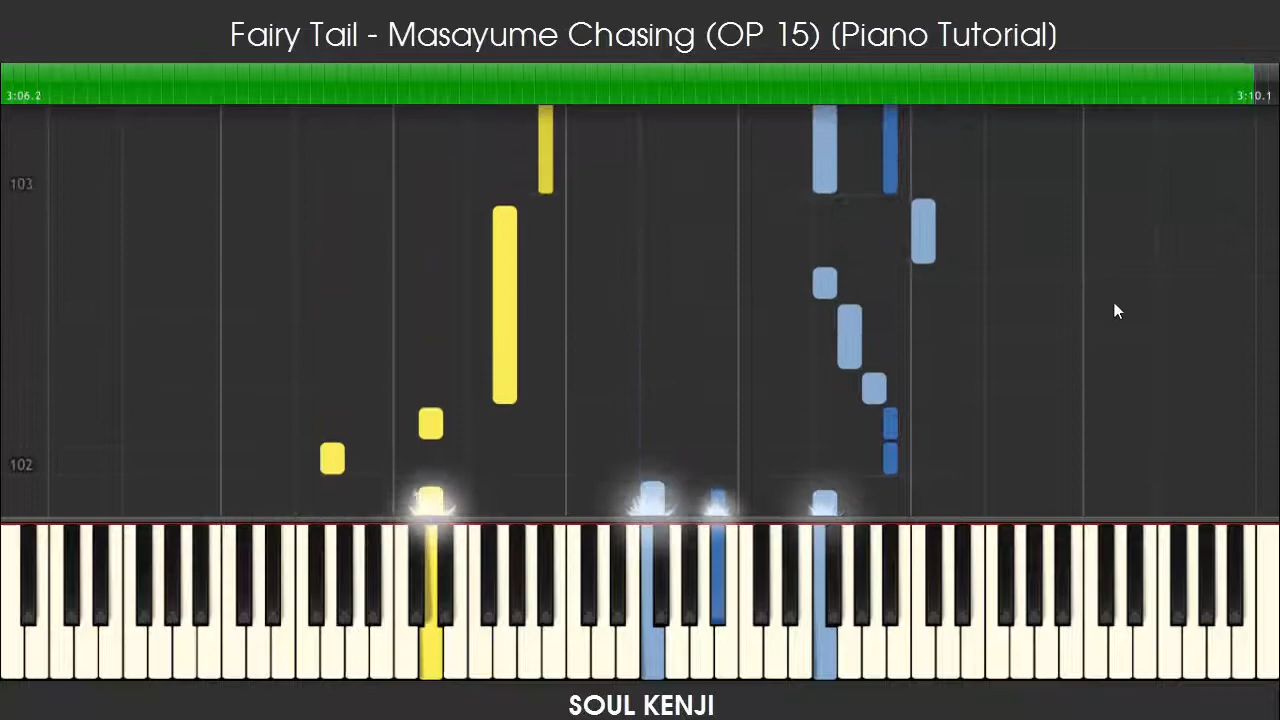 Fairy Tail - Masayume Chasing (OP 15) (Piano Tutorial)
3:06.2
3:10.1
103
102
SOUL KENJI